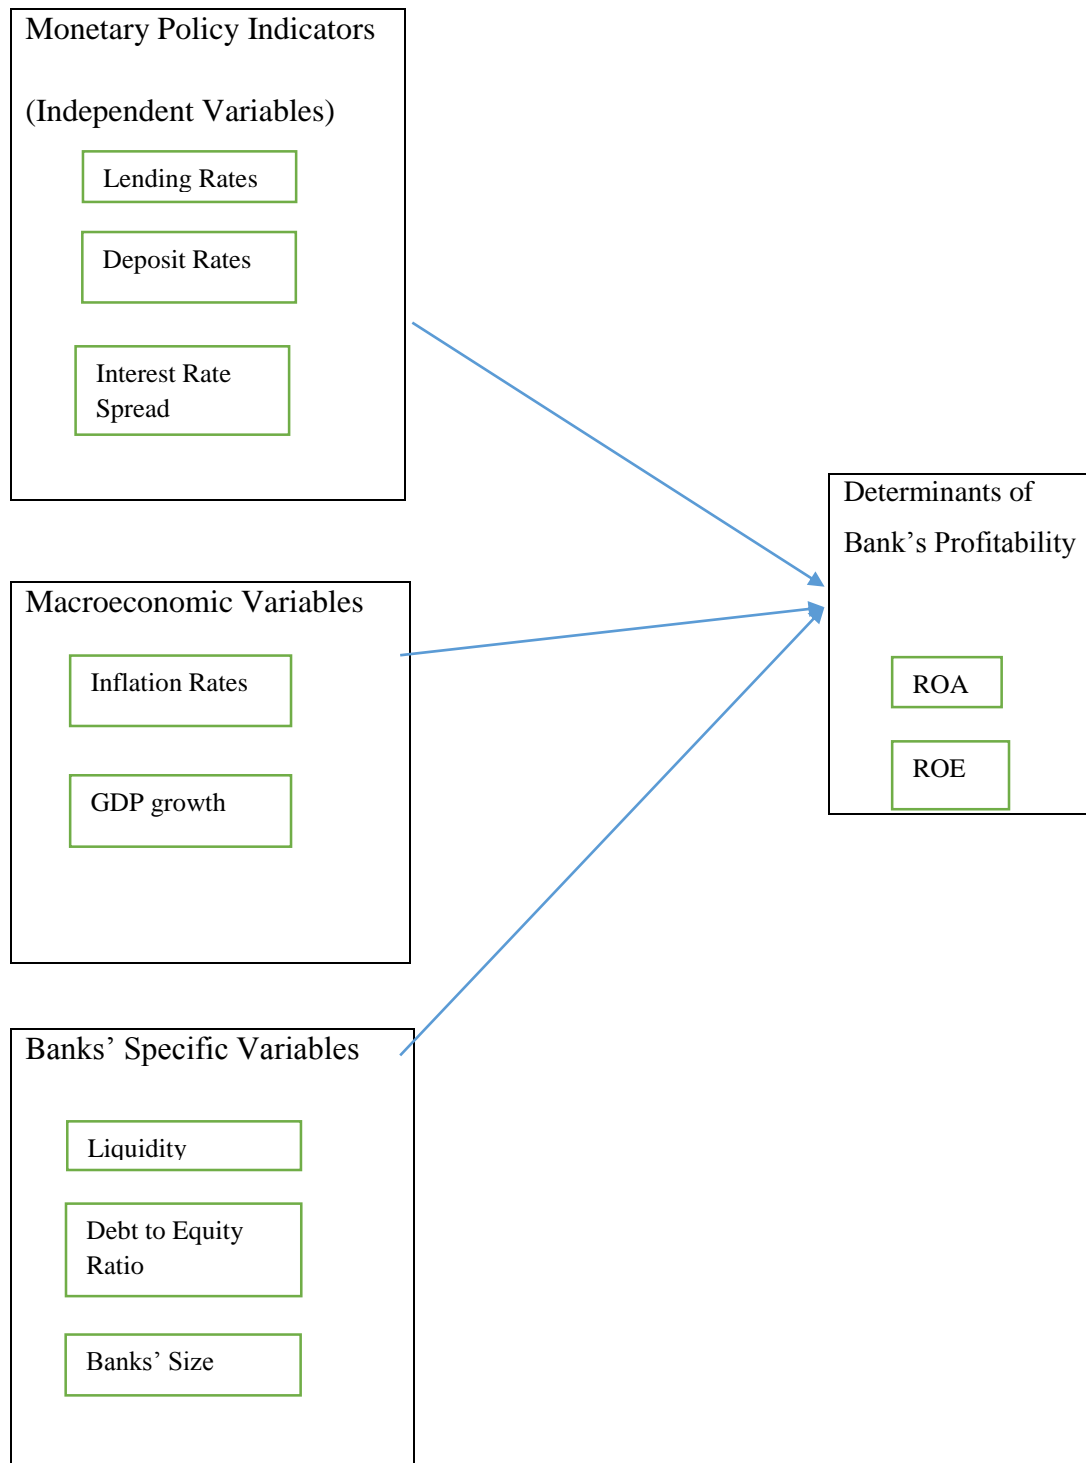 Monetary Policy Indicators
(Independent Variables)
Lending Rates
Deposit Rates
Interest Rate
Spread
Determinants of
Bank’s Profitability
ROA
ROE
Macroeconomic Variables
Inflation Rates
GDP growth
Banks’ Specific Variables
Liquidity
Debt to Equity
Ratio
Banks’ Size